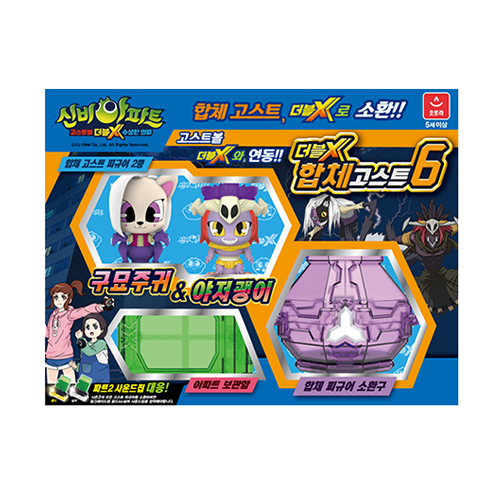 신비아파트
고스트볼 더블X 수상한 의뢰
합체 고스트, 더블X로 소환!!
오로라
5세 이상
고스트볼
더블X와, 연동!!
더블X
합체고스트6
합체 고스트 피규어 2종
구묘주귀 & 야저괭이
파트2 사운드칩 대응!
아파트 보관함
합체 피규어 소환구